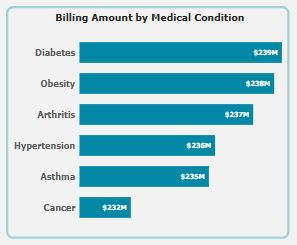 Billing Amount by Medical Condition
Diabetes $239M
Obesity $238M
Arthritis $237M
Hypertension $236M
Asthma $235M
Cancer $232M